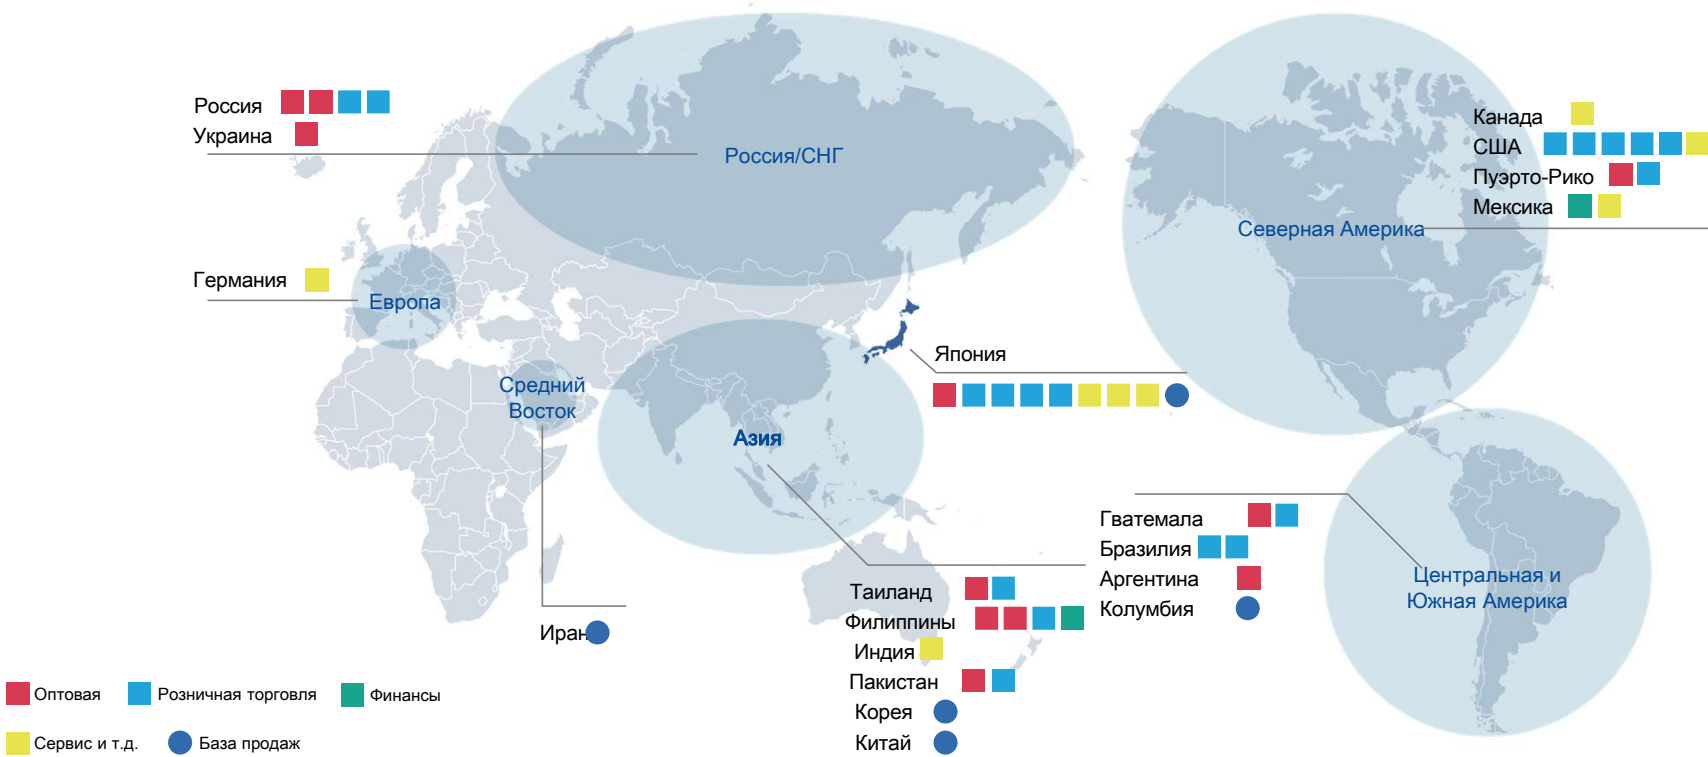 Россия
Украина
Россия/СНГ
Канада
США
Пуэрто-Рико
Мексика
Северная Америка
Германия
Европа
Средний
Восток
Япония
Азия
Гватемала
Бразилия
Аргентина
Колумбия
Центральная и
Южная Америка
Таиланд
Филиппины
Индия
Пакистан
Корея
Китай
Иран
Оптовая
Розничная торговля
Финансы
Сервис и т.д.
База продаж